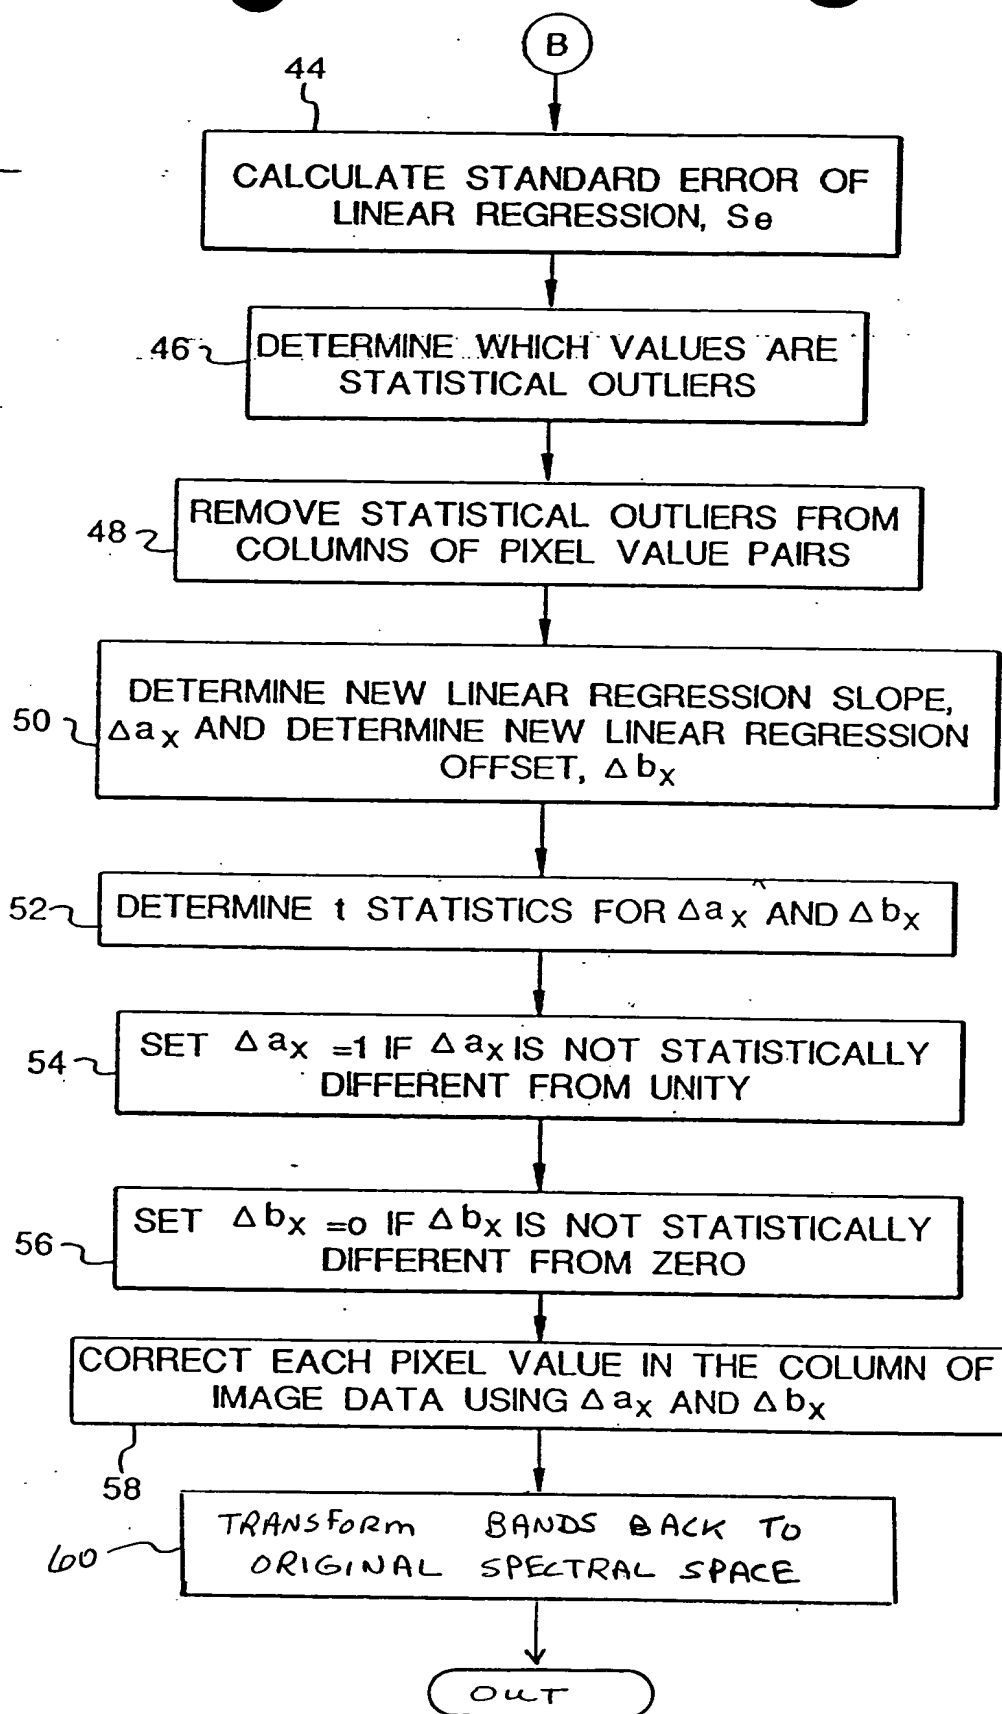 B
44
CALCULATE STANDARD ERROR OF
LINEAR REGRESSION, Se
46
DETERMINE WHICH VALUES ARE
STATISTICAL OUTLIERS
48
REMOVE STATISTICAL OUTLIERS FROM
COLUMNS OF PIXEL VALUE PAIRS
50
DETERMINE NEW LINEAR REGRESSION SLOPE,
Δax AND DETERMINE NEW LINEAR REGRESSION
OFFSET, Δbx
52
DETERMINE t STATISTICS FOR Δax AND Δbx
54
SET Δax =1 IF Δax IS NOT STATISTICALLY
DIFFERENT FROM UNITY
56
SET Δbx =0 IF Δbx IS NOT STATISTICALLY
DIFFERENT FROM ZERO
CORRECT EACH PIXEL VALUE IN THE COLUMN OF
IMAGE DATA USING Δax AND Δbx
58
60
TRANSFORM BANDS BACK TO
ORIGINAL SPECTRAL SPACE
OUT